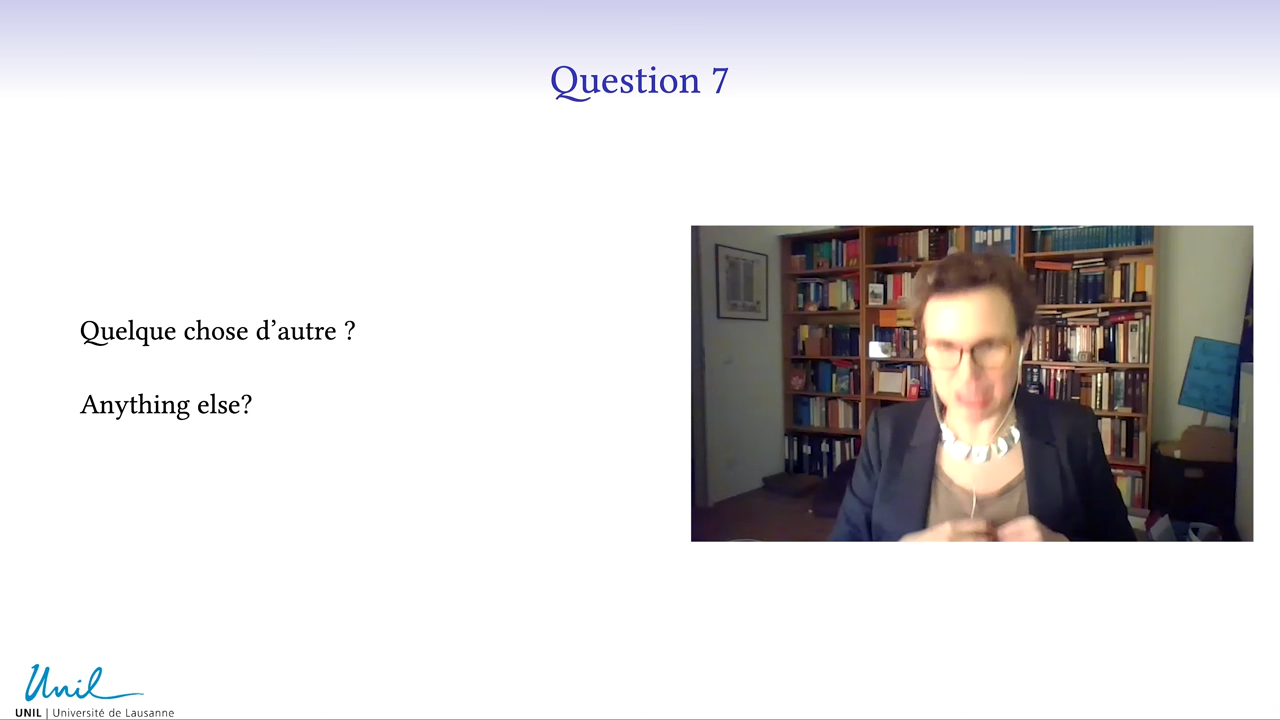 Question 7
Quelque chose d’autre ?
Anything else?
Unil
UNIL | Université de Lausanne